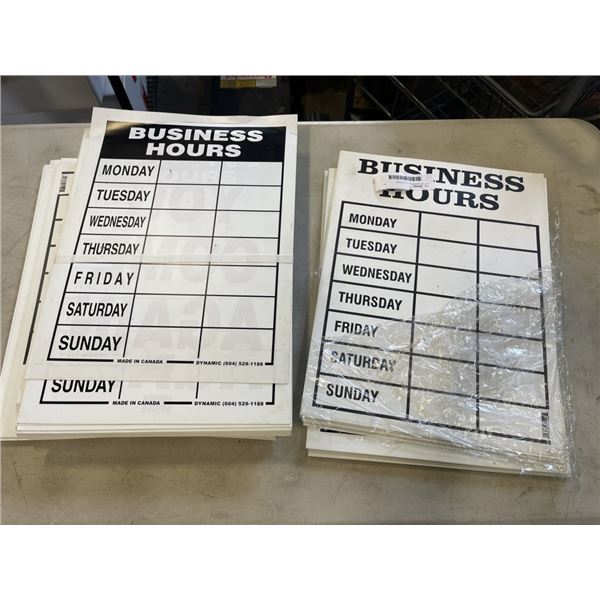 BUSINESS
HOURS
MONDAY
TUESDAY
WEDNESDAY
THURSDAY
FRIDAY
SATURDAY
SUNDAY
MADE IN CANADA DYNAMIC (604) 529-1188
SUNDAY
MADE IN CANADA DYNAMIC (604) 529-1188
BUSINESS
HOURS
MONDAY
TUESDAY
WEDNESDAY
THURSDAY
FRIDAY
SATURDAY
SUNDAY